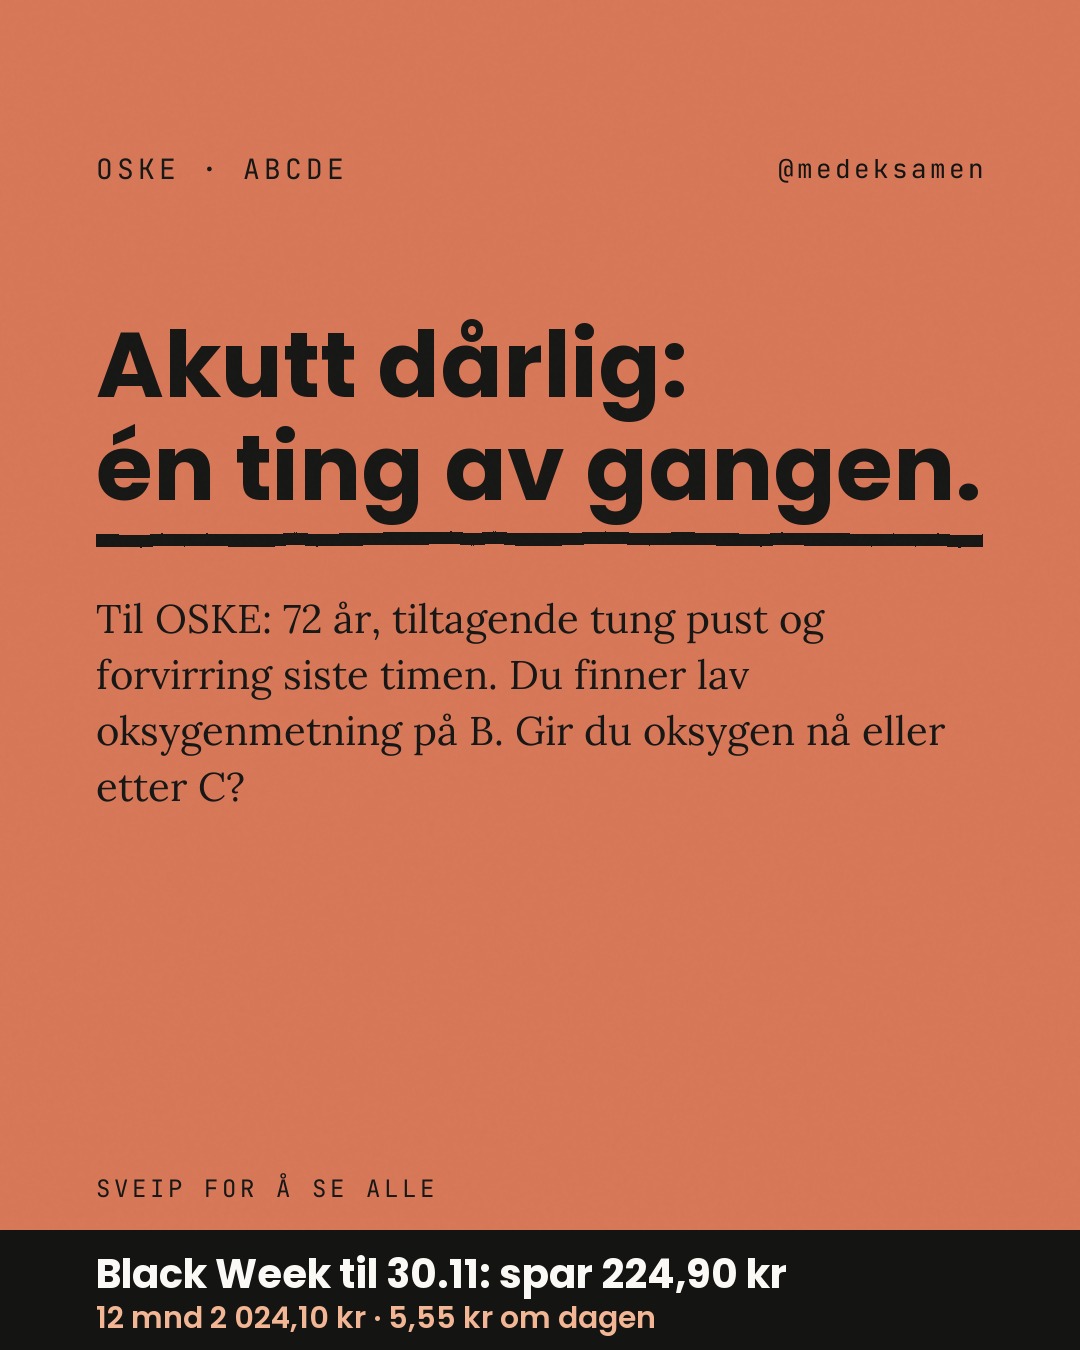 OSKE · ABCDE
@medeksamen
Akutt dårlig:
én ting av gangen.
Til OSKE: 72 år, tiltagende tung pust og
forvirring siste timen. Du finner lav
oksygenmetning på B. Gir du oksygen nå eller
etter C?
SVEIP FOR Å SE ALLE
Black Week til 30.11: spar 224,90 kr
12 mnd 2 024,10 kr · 5,55 kr om dagen